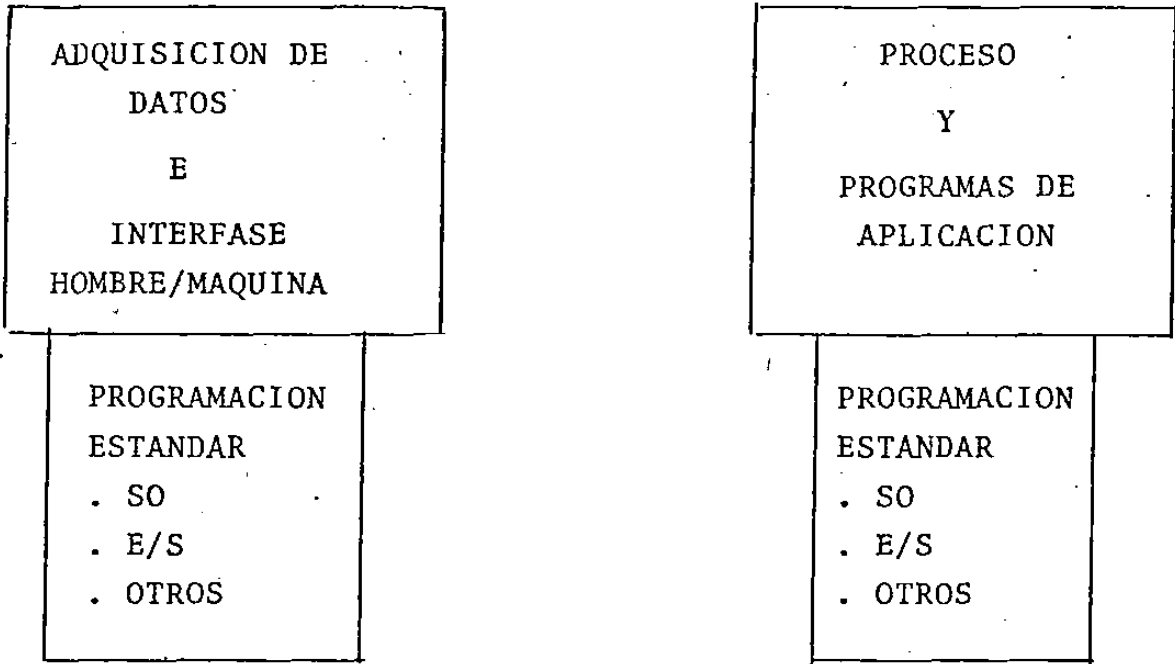 ADQUISICION DE
DATOS
E
INTERFASE
HOMBRE/MAQUINA
PROGRAMACION
ESTANDAR
. SO
. E/S
. OTROS
PROCESO
Y
PROGRAMAS DE
APLICACION
PROGRAMACION
ESTANDAR
. SO
. E/S
. OTROS